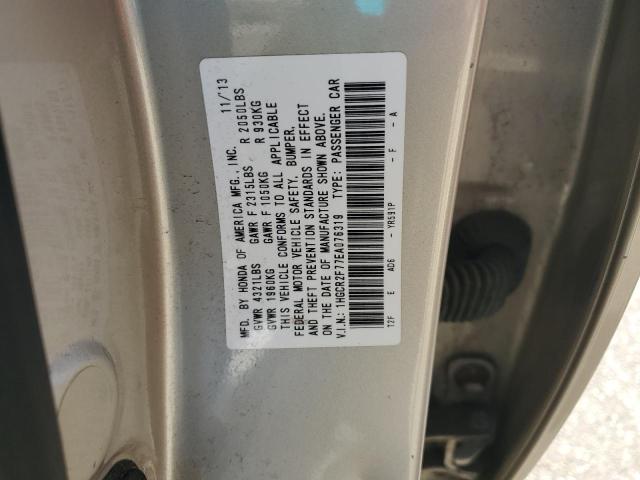 MFD. BY HONDA OF AMERICA MFG., INC. 11/13
GVWR 4321LBS GAWR F 2315LBS R 2050LBS
GVWR 1960KG GAWR F 1050KG R 930KG
THIS VEHICLE CONFORMS TO ALL APPLICABLE
FEDERAL MOTOR VEHICLE SAFETY, BUMPER,
AND THEFT PREVENTION STANDARDS IN EFFECT
ON THE DATE OF MANUFACTURE SHOWN ABOVE.
V.I.N.: 1HGCR2F77EA076319 TYPE: PASSENGER CAR
12F E AD6 - YR591P - F - A